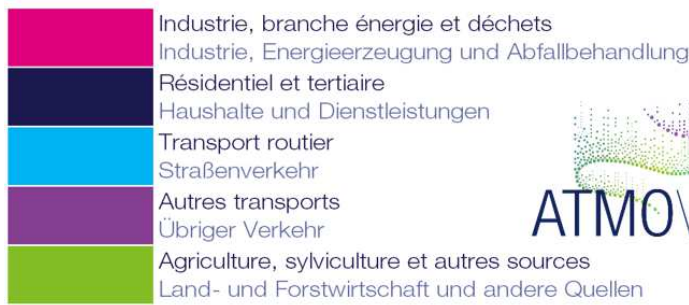 Industrie, branche énergie et déchets
Industrie, Energieerzeugung und Abfallbehandlung
Résidentiel et tertiaire
Haushalte und Dienstleistungen
Transport routier
Straßenverkehr
Autres transports
Übriger Verkehr
Agriculture, sylviculture et autres sources
Land- und Forstwirtschaft und andere Quellen